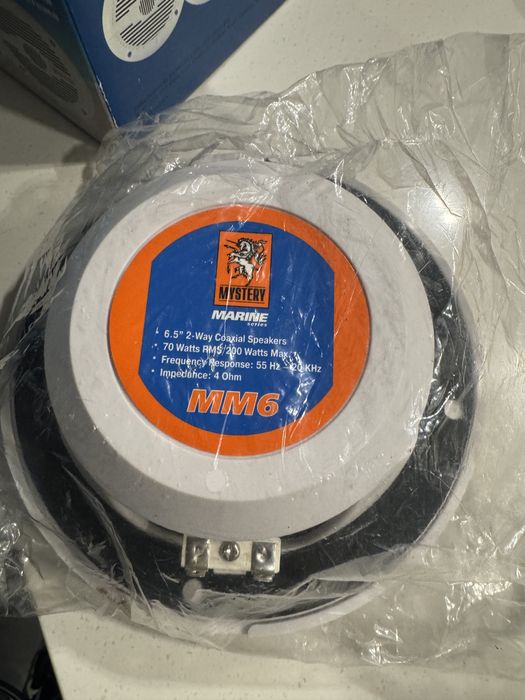 MYSTERY
MARINE
series
• 6.5" 2-Way Coaxial Speakers
• 70 Watts RMS/200 Watts Max
• Frequency Response: 55 Hz – 20 KHz
• Impedance: 4 Ohm
MM6